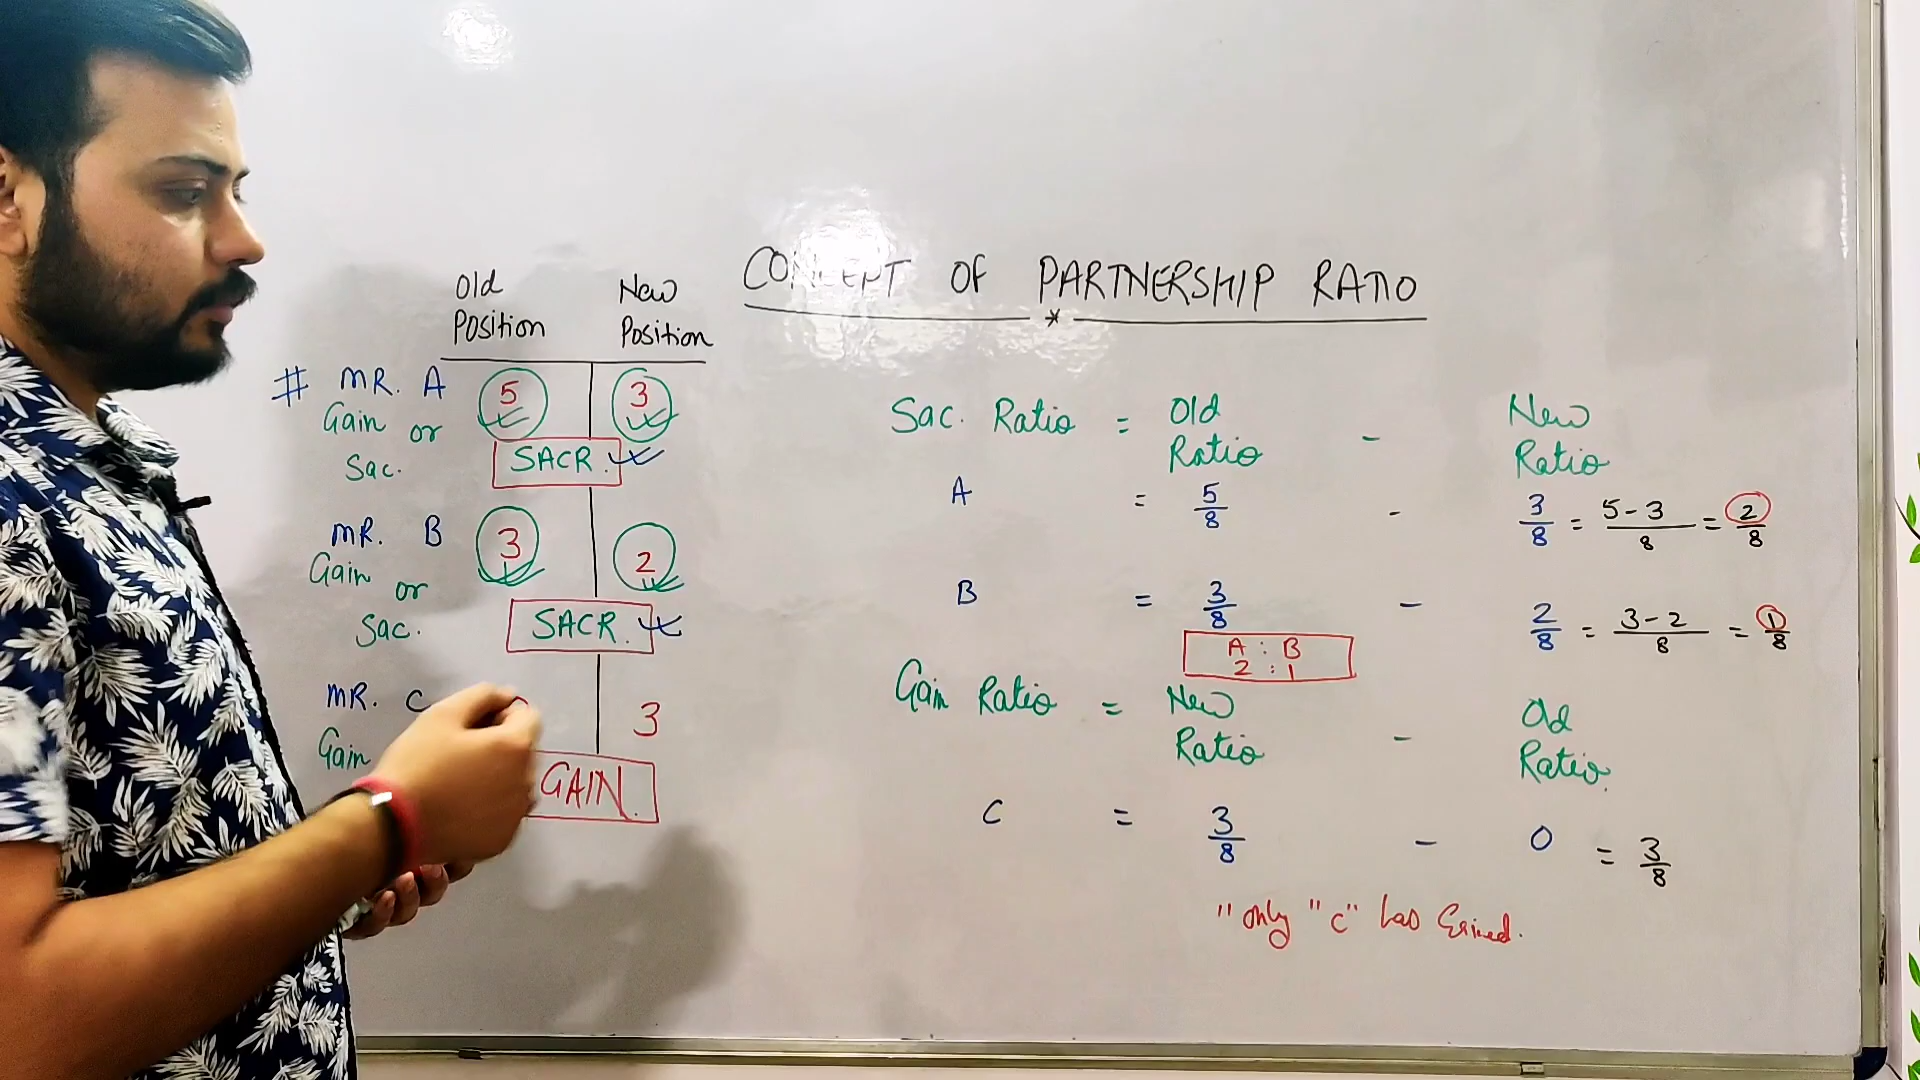 CONCEPT OF PARTNERSHIP RATIO
Old Position
New Position
# MR. A 5 3
Gain or Sac.
SACR.
MR. B 3 2
Gain or Sac.
SACR.
MR. C 3
Gain
GAIN.
Sac. Ratio = Old Ratio - New Ratio
A = 5/8 - 3/8 = 5-3/8 = 2/8
B = 3/8 - 2/8 = 3-2/8 = 1/8
A : B
2 : 1
Gain Ratio = New Ratio - Old Ratio.
C = 3/8 - 0 = 3/8
"only "c" has Gained.